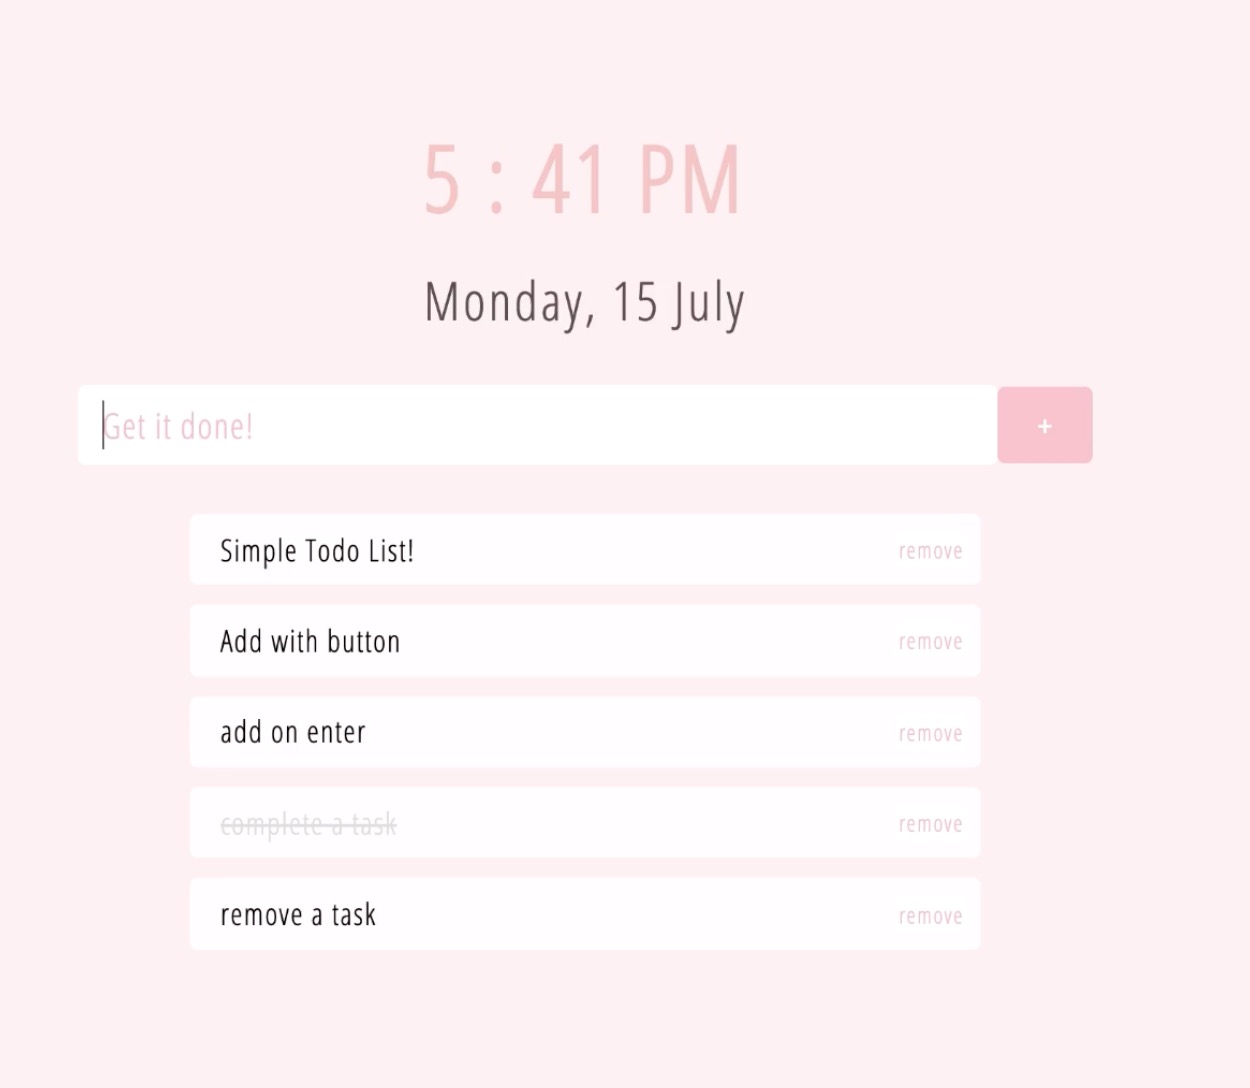 5 : 41 PM
Monday, 15 July
Get it done!
+
Simple Todo List!
remove
Add with button
remove
add on enter
remove
complete a task
remove
remove a task
remove